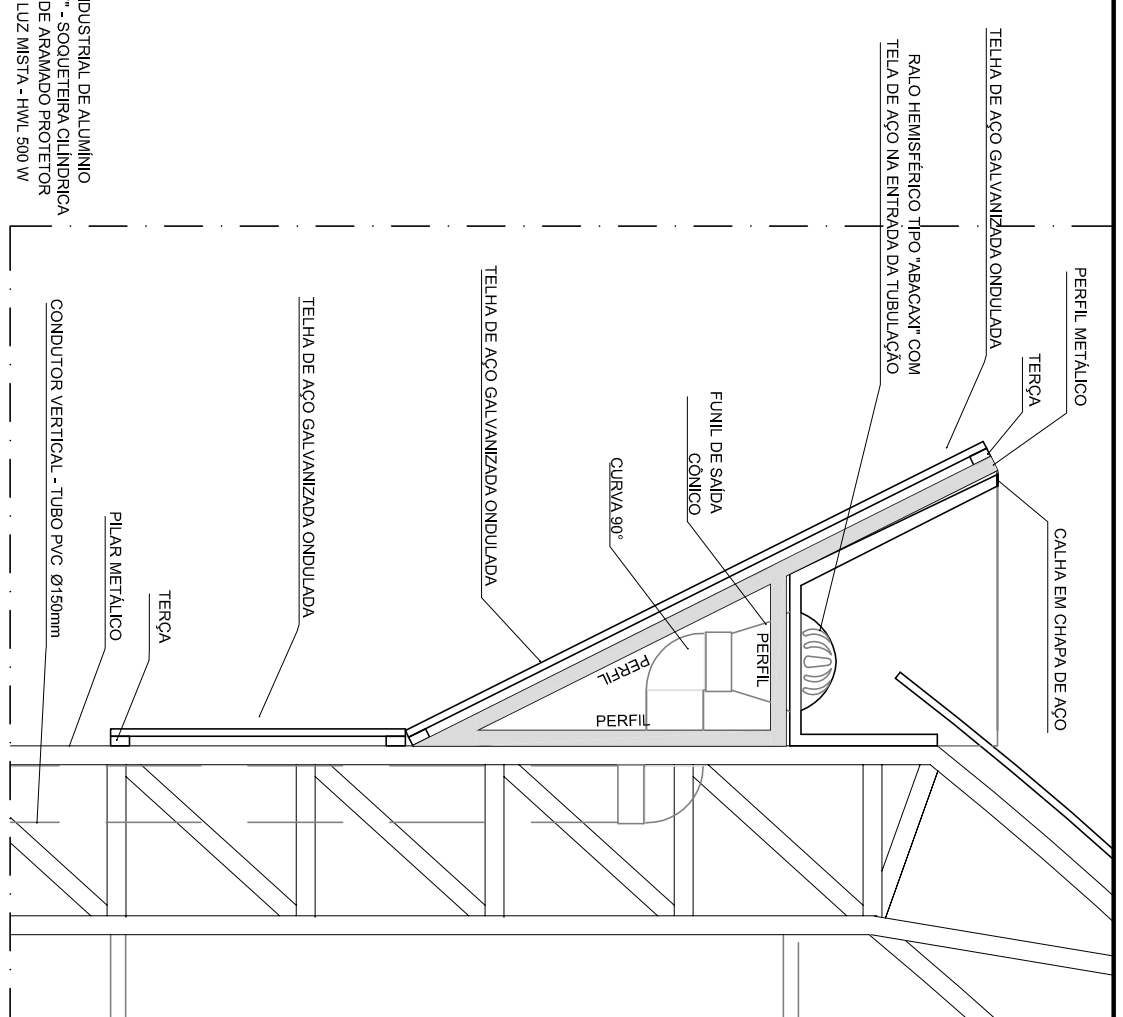 PERFIL METÁLICO
TERÇA
TELHA DE AÇO GALVANIZADA ONDULADA
RALO HEMISFÉRICO TIPO "ABACAXI" COM
TELA DE AÇO NA ENTRADA DA TUBULAÇÃO
CALHA EM CHAPA DE AÇO
FUNIL DE SAÍDA
CÔNICO
CURVA 90°
PERFIL
PERFIL
PERFIL
TELHA DE AÇO GALVANIZADA ONDULADA
TELHA DE AÇO GALVANIZADA ONDULADA
TERÇA
PILAR METÁLICO
CONDUTOR VERTICAL - TUBO PVC Ø150mm
DUSTRIAL DE ALUMÍNIO
" - SOQUETEIRA CILÍNDRICA
DE ARAMADO PROTETOR
LUZ MISTA - HWL 500 W